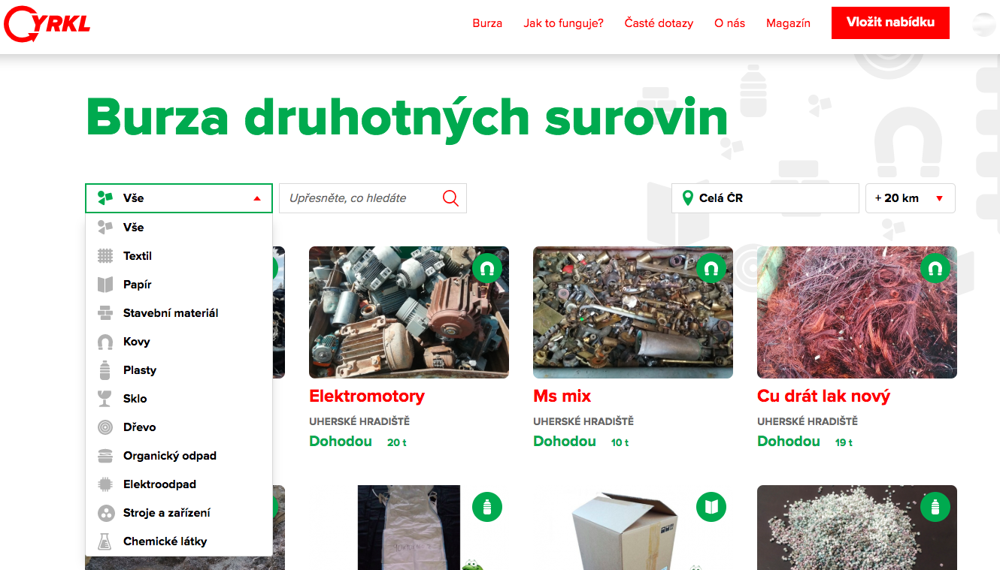 CYRKL
Burza
Jak to funguje?
Časté dotazy
O nás
Magazín
Vložit nabídku
Burza druhotných surovin
Vše
Upřesněte, co hledáte
Celá ČR
+ 20 km
Vše
Textil
Papír
Stavební materiál
Kovy
Plasty
Sklo
Dřevo
Organický odpad
Elektroodpad
Stroje a zařízení
Chemické látky
Elektromotory
UHERSKÉ HRADIŠTĚ
Dohodou 20 t
Ms mix
UHERSKÉ HRADIŠTĚ
Dohodou 10 t
Cu drát lak nový
UHERSKÉ HRADIŠTĚ
Dohodou 19 t